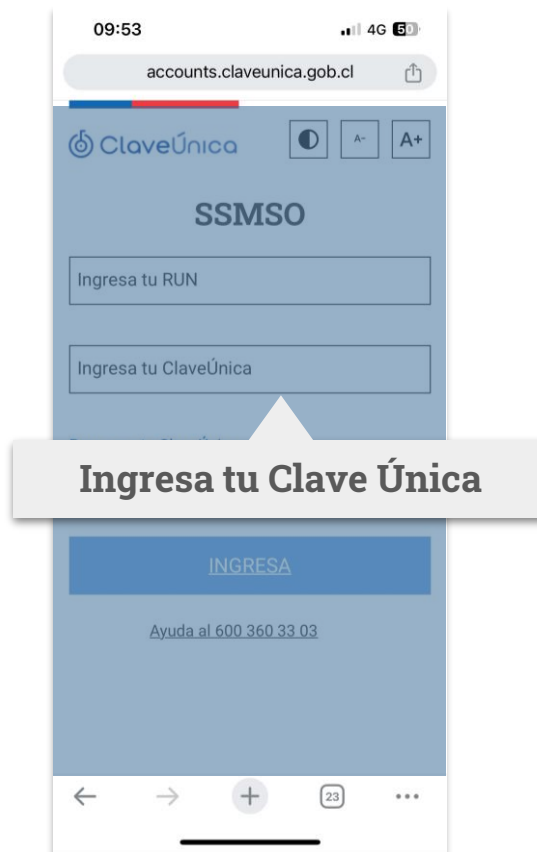 09:53
4G 50
accounts.claveunica.gob.cl
ClaveÚnica
A-
A+
SSMSO
Ingresa tu RUN
Ingresa tu ClaveÚnica
Ingresa tu Clave Única
INGRESA
Ayuda al 600 360 33 03
23